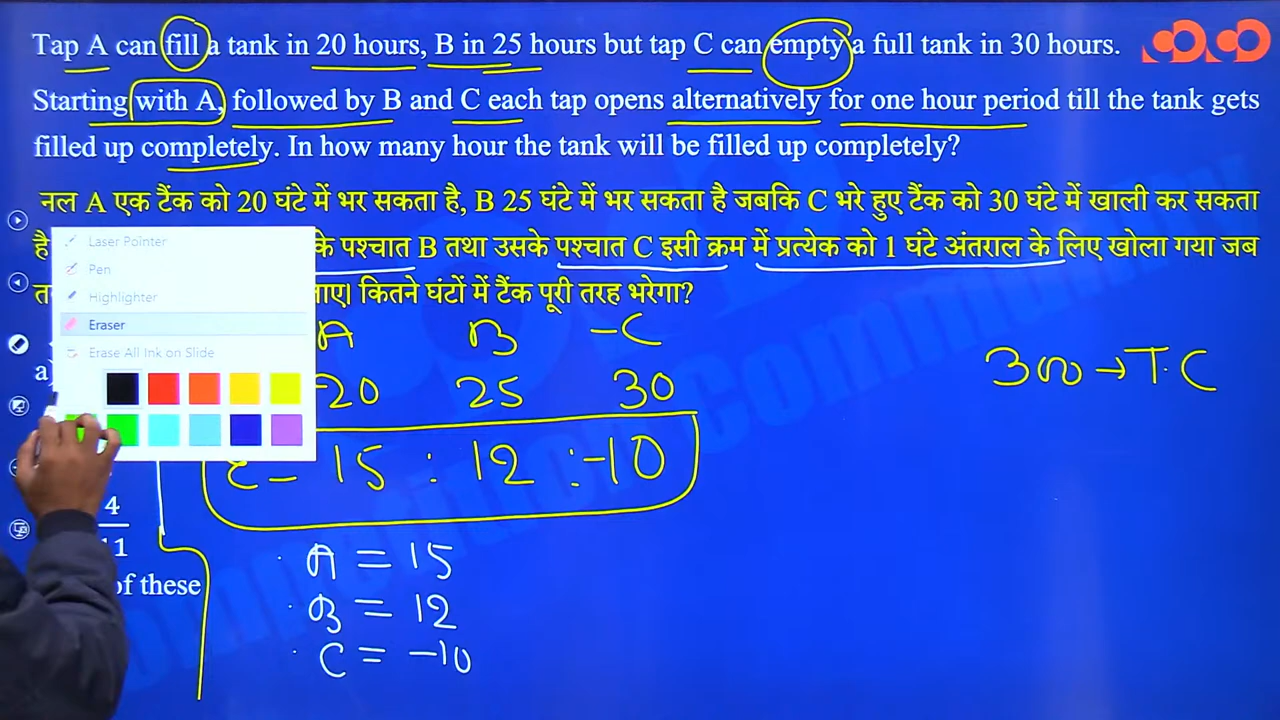 Tap A can fill a tank in 20 hours, B in 25 hours but tap C can empty a full tank in 30 hours.
Starting with A, followed by B and C each tap opens alternatively for one hour period till the tank gets
filled up completely. In how many hour the tank will be filled up completely?
नल A एक टैंक को 20 घंटे में भर सकता है, B 25 घंटे में भर सकता है जबकि C भरे हुए टैंक को 30 घंटे में खाली कर सकता
है के पश्चात B तथा उसके पश्चात C इसी क्रम में प्रत्येक को 1 घंटे अंतराल के लिए खोला गया जब
कितने घंटों में टैंक पूरी तरह भरेगा?
Laser Pointer
Pen
Highlighter
Eraser
Erase All Ink on Slide
A B -C
20 25 30
300 → T.C
a)
E - 15 : 12 : -10
4
11
of these
A = 15
B = 12
C = -10